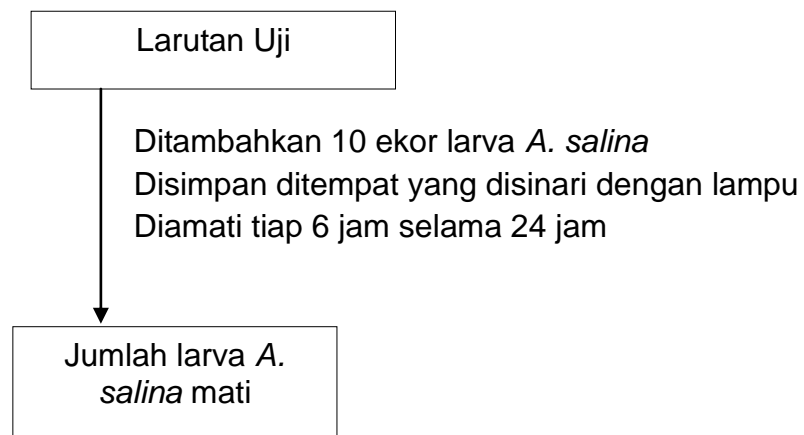 Larutan Uji
Ditambahkan 10 ekor larva A. salina
Disimpan ditempat yang disinari dengan lampu
Diamati tiap 6 jam selama 24 jam
Jumlah larva A.
salina mati